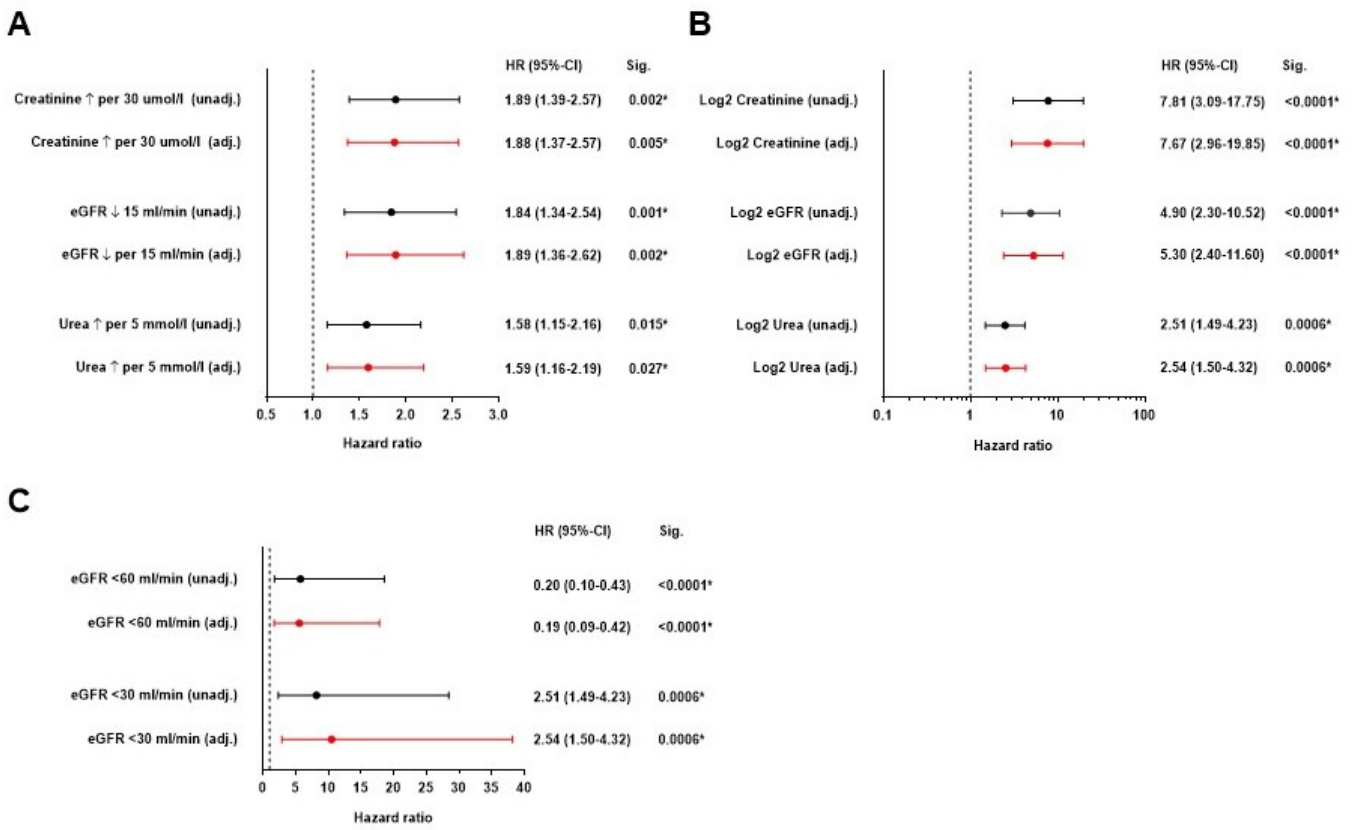 A
HR (95%-CI) Sig.
Creatinine ↑ per 30 umol/l (unadj.) 1.89 (1.39-2.57) 0.002*
Creatinine ↑ per 30 umol/l (adj.) 1.88 (1.37-2.57) 0.005*
eGFR ↓ 15 ml/min (unadj.) 1.84 (1.34-2.54) 0.001*
eGFR ↓ per 15 ml/min (adj.) 1.89 (1.36-2.62) 0.002*
Urea ↑ per 5 mmol/l (unadj.) 1.58 (1.15-2.16) 0.015*
Urea ↑ per 5 mmol/l (adj.) 1.59 (1.16-2.19) 0.027*
0.5 1.0 1.5 2.0 2.5 3.0
Hazard ratio
B
HR (95%-CI) Sig.
Log2 Creatinine (unadj.) 7.81 (3.09-17.75) <0.0001*
Log2 Creatinine (adj.) 7.67 (2.96-19.85) <0.0001*
Log2 eGFR (unadj.) 4.90 (2.30-10.52) <0.0001*
Log2 eGFR (adj.) 5.30 (2.40-11.60) <0.0001*
Log2 Urea (unadj.) 2.51 (1.49-4.23) 0.0006*
Log2 Urea (adj.) 2.54 (1.50-4.32) 0.0006*
0.1 1 10 100
Hazard ratio
C
HR (95%-CI) Sig.
eGFR <60 ml/min (unadj.) 0.20 (0.10-0.43) <0.0001*
eGFR <60 ml/min (adj.) 0.19 (0.09-0.42) <0.0001*
eGFR <30 ml/min (unadj.) 2.51 (1.49-4.23) 0.0006*
eGFR <30 ml/min (adj.) 2.54 (1.50-4.32) 0.0006*
0 5 10 15 20 25 30 35 40
Hazard ratio